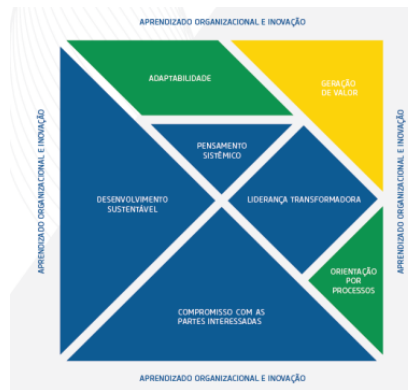 APRENDIZADO ORGANIZACIONAL E INOVAÇÃO
ADAPTABILIDADE
GERAÇÃO
DE VALOR
PENSAMENTO
SISTÊMICO
DESENVOLVIMENTO
SUSTENTÁVEL
LIDERANÇA TRANSFORMADORA
ORIENTAÇÃO
POR
PROCESSOS
COMPROMISSO COM AS
PARTES INTERESSADAS
APRENDIZADO ORGANIZACIONAL E INOVAÇÃO
APRENDIZADO ORGANIZACIONAL E INOVAÇÃO
APRENDIZADO ORGANIZACIONAL E INOVAÇÃO